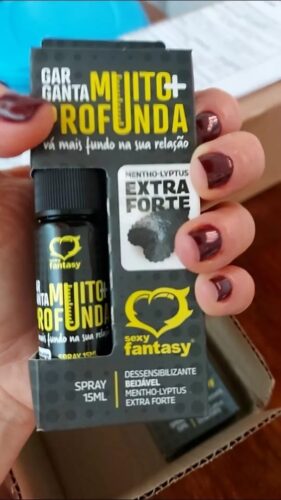 GAR
GANTA MUITO+
PROFUNDA
vá mais fundo na sua relação
MENTHO-LYPTUS
EXTRA
FORTE
GAR
GANTA MUITO+
PROFUNDA
mais fundo na sua relação
sexy
fantasy
SPRAY 15ML
sexy
fantasy
SPRAY
15ML
DESSENSIBILIZANTE
BEIJÁVEL
MENTHO-LYPTUS
EXTRA FORTE